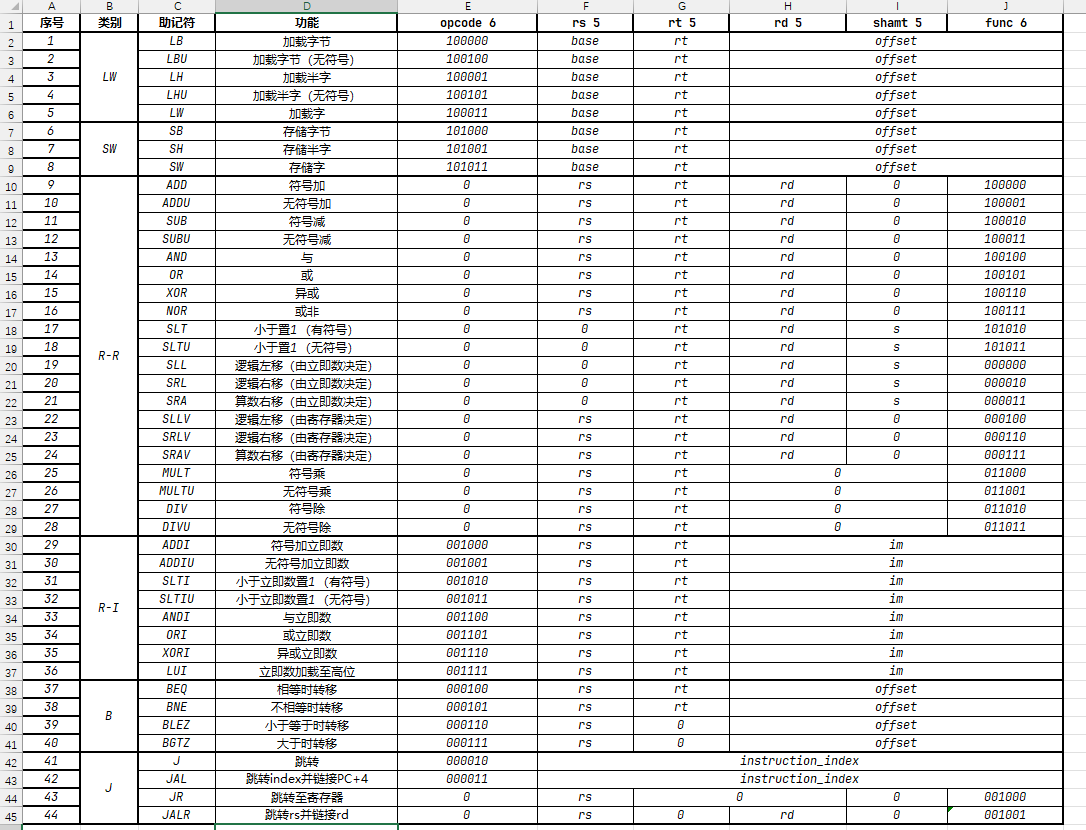 A B C D E F G H I J
1 序号 类别 助记符 功能 opcode 6 rs 5 rt 5 rd 5 shamt 5 func 6
2 1 LB 加载字节 100000 base rt offset
3 2 LBU 加载字节（无符号） 100100 base rt offset
4 3 LW LH 加载半字 100001 base rt offset
5 4 LHU 加载半字（无符号） 100101 base rt offset
6 5 LW 加载字 100011 base rt offset
7 6 SB 存储字节 101000 base rt offset
8 7 SW SH 存储半字 101001 base rt offset
9 8 SW 存储字 101011 base rt offset
10 9 ADD 符号加 0 rs rt rd 0 100000
11 10 ADDU 无符号加 0 rs rt rd 0 100001
12 11 SUB 符号减 0 rs rt rd 0 100010
13 12 SUBU 无符号减 0 rs rt rd 0 100011
14 13 AND 与 0 rs rt rd 0 100100
15 14 OR 或 0 rs rt rd 0 100101
16 15 XOR 异或 0 rs rt rd 0 100110
17 16 NOR 或非 0 rs rt rd 0 100111
18 17 SLT 小于置1（有符号） 0 0 rt rd s 101010
19 18 R-R SLTU 小于置1（无符号） 0 0 rt rd s 101011
20 19 SLL 逻辑左移（由立即数决定） 0 0 rt rd s 000000
21 20 SRL 逻辑右移（由立即数决定） 0 0 rt rd s 000010
22 21 SRA 算数右移（由立即数决定） 0 0 rt rd s 000011
23 22 SLLV 逻辑左移（由寄存器决定） 0 rs rt rd 0 000100
24 23 SRLV 逻辑右移（由寄存器决定） 0 rs rt rd 0 000110
25 24 SRAV 算数右移（由寄存器决定） 0 rs rt rd 0 000111
26 25 MULT 符号乘 0 rs rt 0 011000
27 26 MULTU 无符号乘 0 rs rt 0 011001
28 27 DIV 符号除 0 rs rt 0 011010
29 28 DIVU 无符号除 0 rs rt 0 011011
30 29 ADDI 符号加立即数 001000 rs rt im
31 30 ADDIU 无符号加立即数 001001 rs rt im
32 31 SLTI 小于立即数置1（有符号） 001010 rs rt im
33 32 R-I SLTIU 小于立即数置1（无符号） 001011 rs rt im
34 33 ANDI 与立即数 001100 rs rt im
35 34 ORI 或立即数 001101 rs rt im
36 35 XORI 异或立即数 001110 rs rt im
37 36 LUI 立即数加载至高位 001111 rs rt im
38 37 BEQ 相等时转移 000100 rs rt offset
39 38 B BNE 不相等时转移 000101 rs rt offset
40 39 BLEZ 小于等于时转移 000110 rs 0 offset
41 40 BGTZ 大于时转移 000111 rs 0 offset
42 41 J 跳转 000010 instruction_index
43 42 J JAL 跳转index并链接PC+4 000011 instruction_index
44 43 JR 跳转至寄存器 0 rs 0 0 001000
45 44 JALR 跳转rs并链接rd 0 rs 0 rd 0 001001